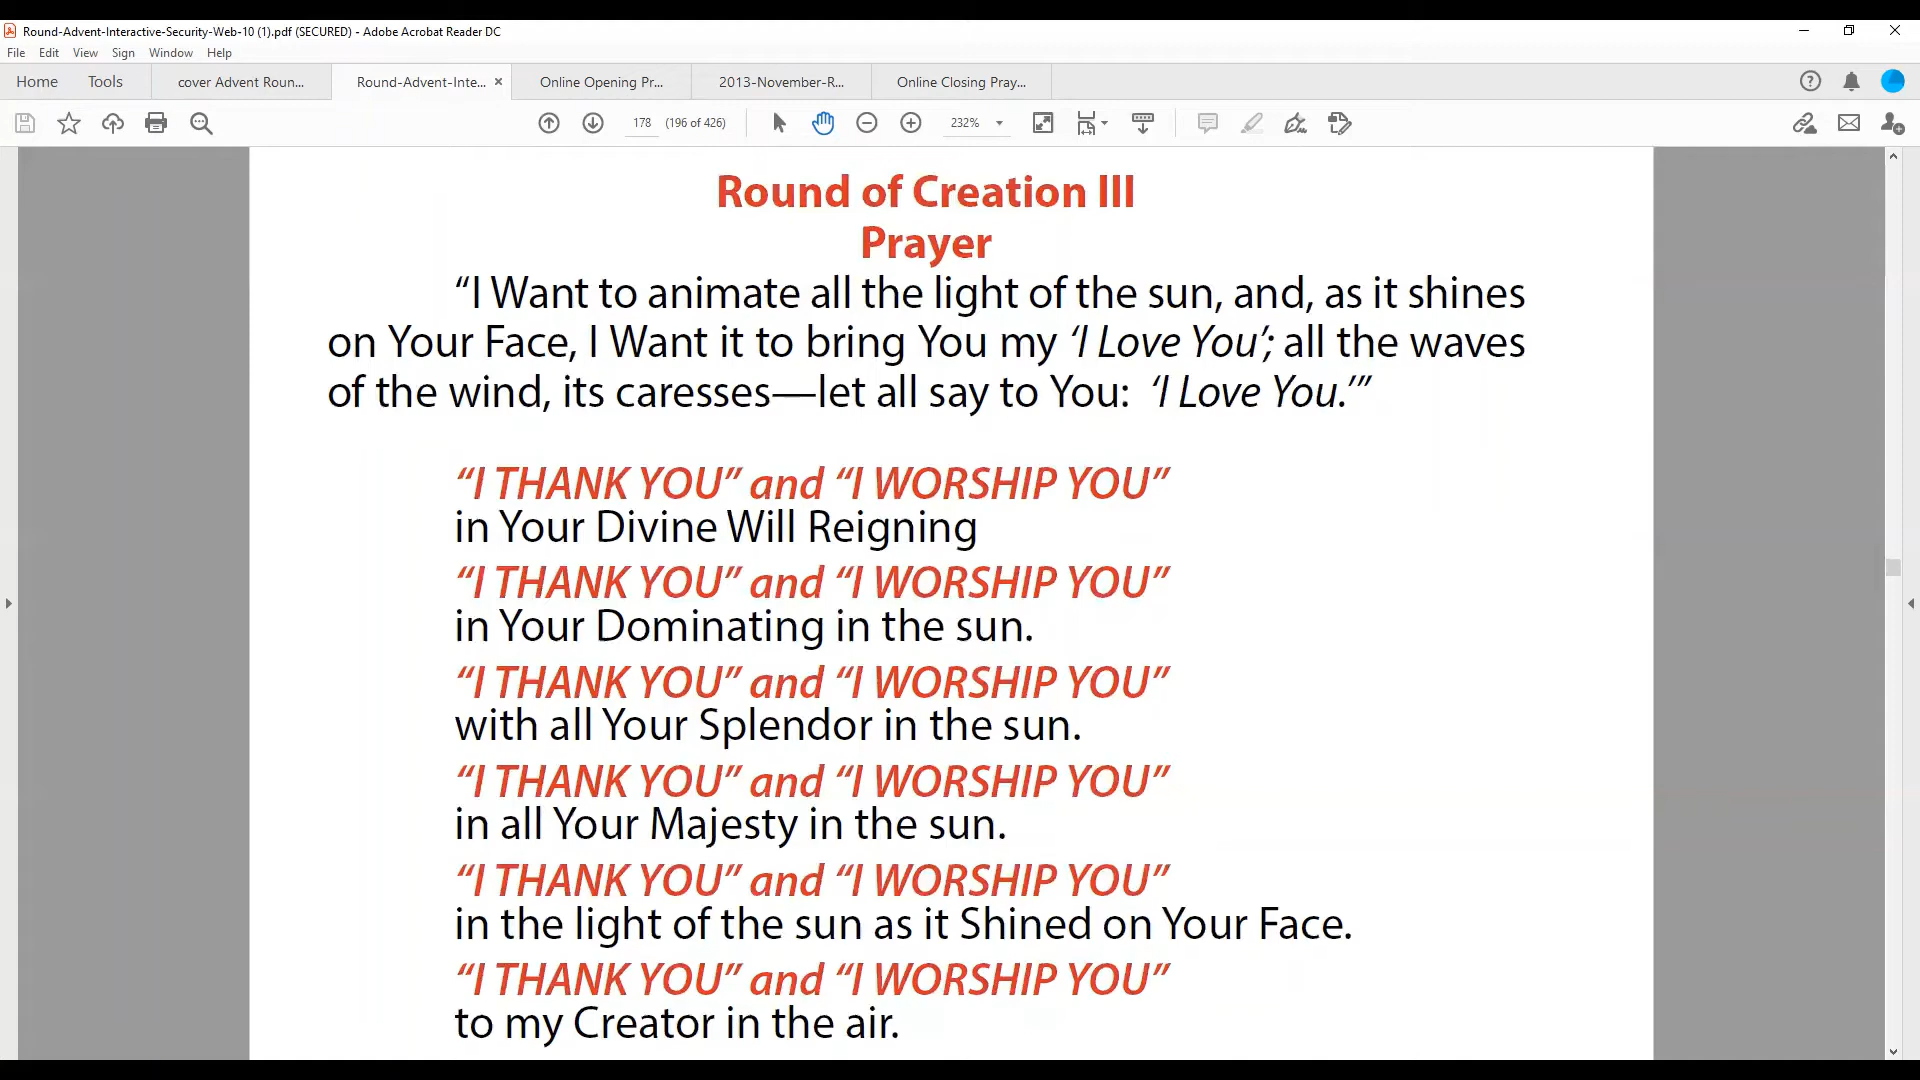 Round-Advent-Interactive-Security-Web-10 (1).pdf (SECURED) - Adobe Acrobat Reader DC
File Edit View Sign Window Help
Home Tools cover Advent Roun... Round-Advent-Inte... × Online Opening Pr... 2013-November-R... Online Closing Pray...
178 (196 of 426) 232%
Round of Creation III
Prayer
“I Want to animate all the light of the sun, and, as it shines
on Your Face, I Want it to bring You my ‘I Love You’; all the waves
of the wind, its caresses—let all say to You: ‘I Love You.’”
“I THANK YOU” and “I WORSHIP YOU”
in Your Divine Will Reigning
“I THANK YOU” and “I WORSHIP YOU”
in Your Dominating in the sun.
“I THANK YOU” and “I WORSHIP YOU”
with all Your Splendor in the sun.
“I THANK YOU” and “I WORSHIP YOU”
in all Your Majesty in the sun.
“I THANK YOU” and “I WORSHIP YOU”
in the light of the sun as it Shined on Your Face.
“I THANK YOU” and “I WORSHIP YOU”
to my Creator in the air.